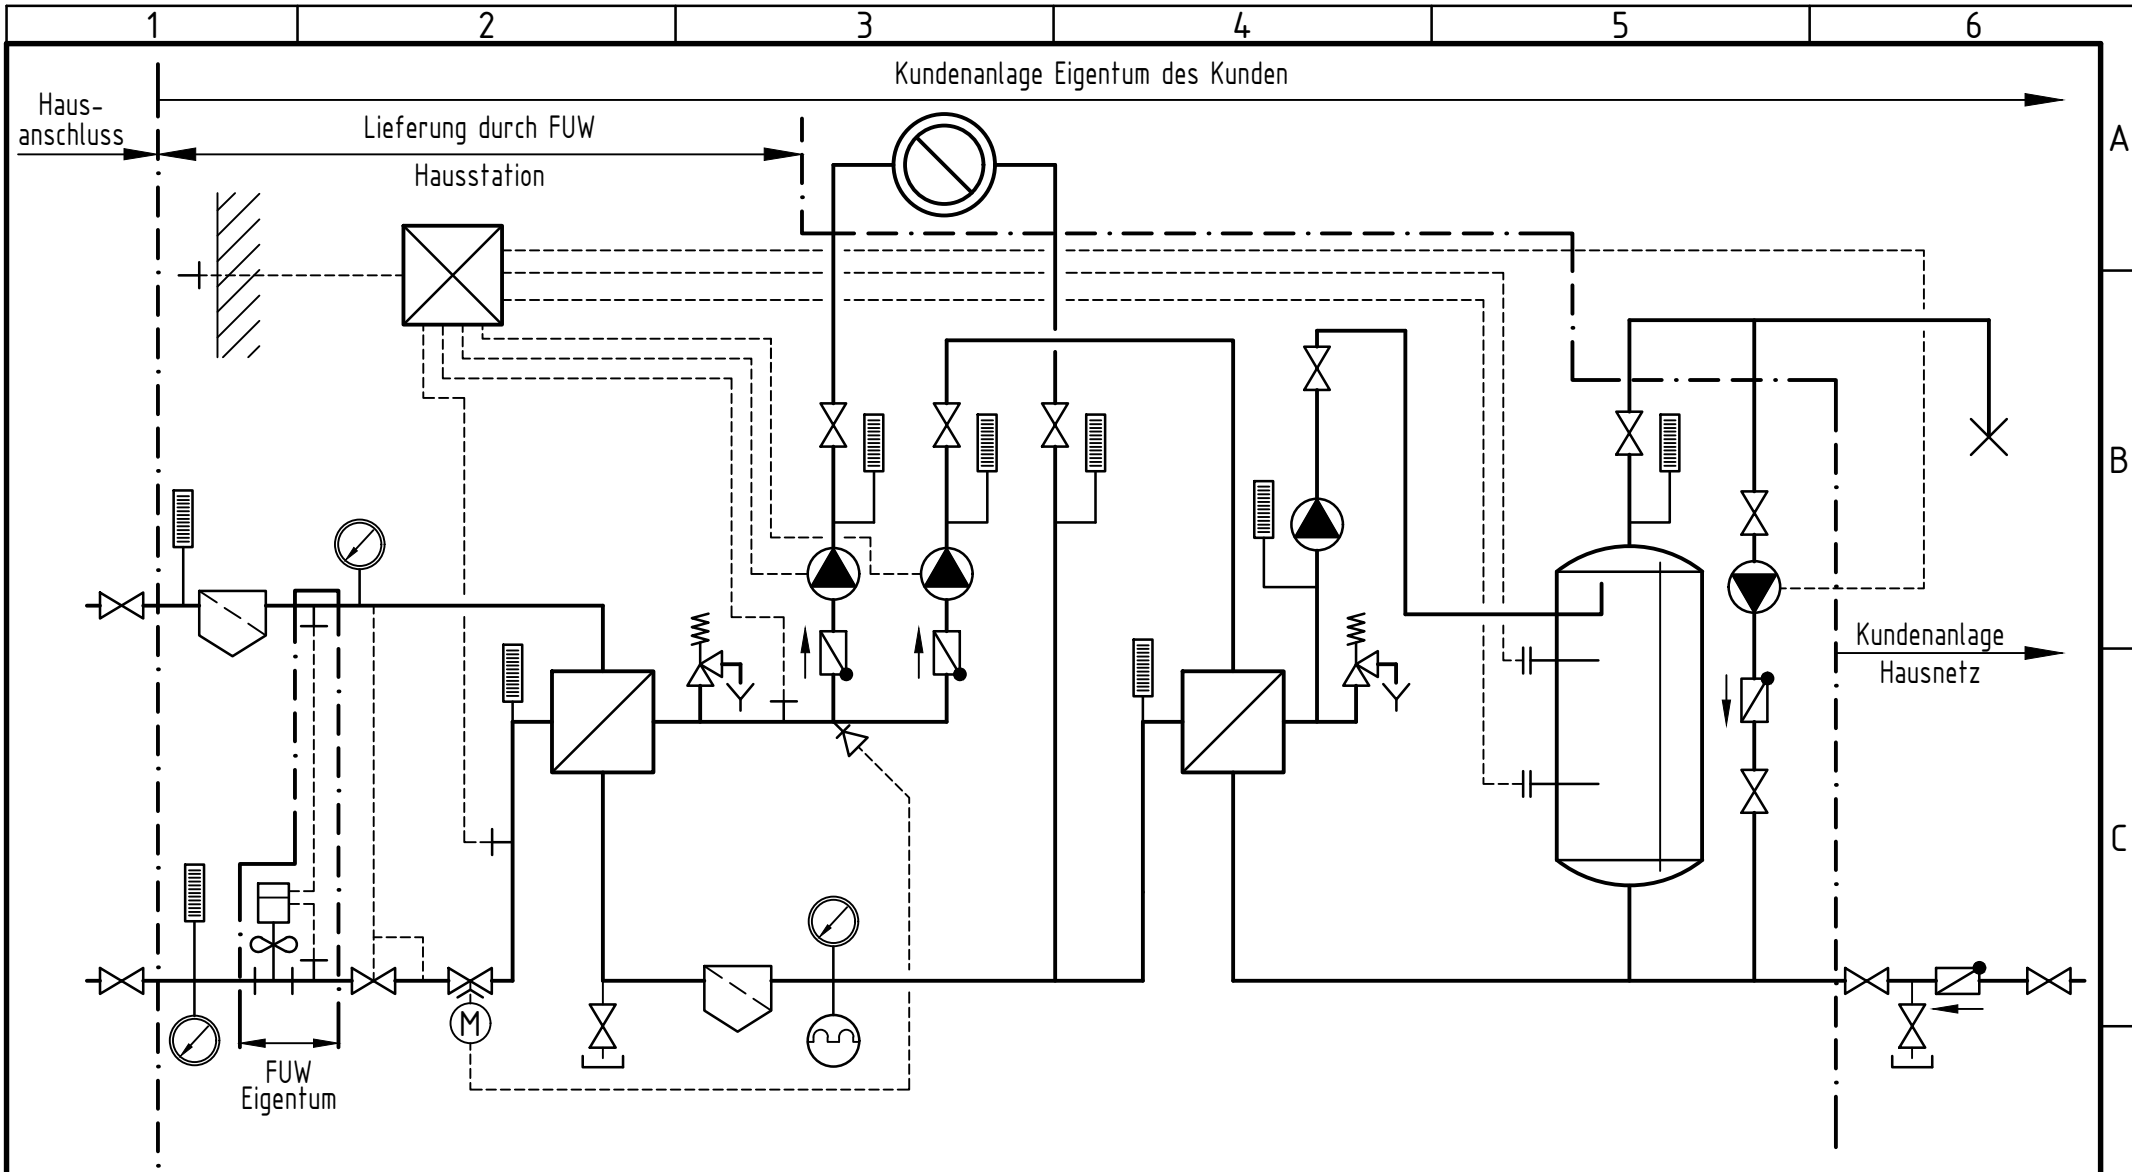 1 2 3 4 5 6
Kundenanlage Eigentum des Kunden
Haus-
anschluss
Lieferung durch FUW
Hausstation
A
B
Kundenanlage
Hausnetz
C
M
FUW
Eigentum